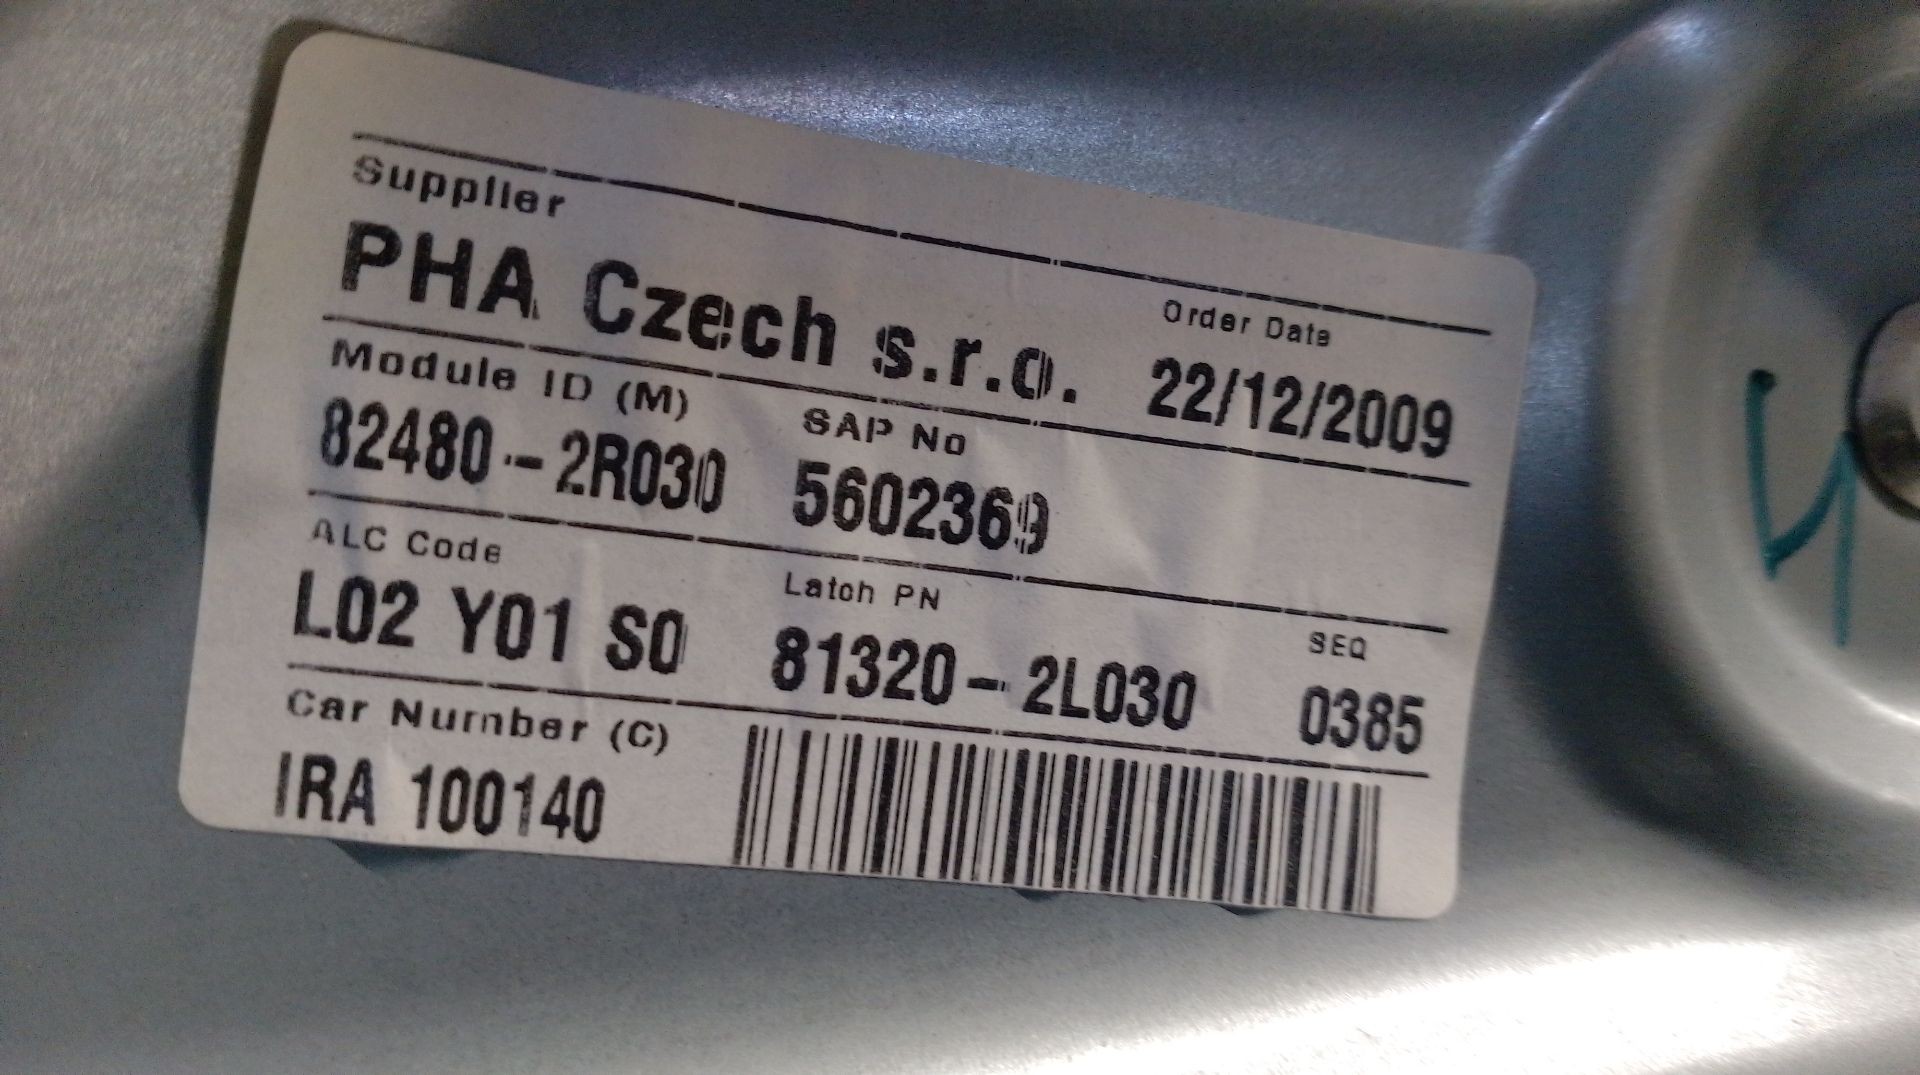 Supplier
PHA Czech s.r.o.
Order Date
22/12/2009
Module ID (M)
82480-2R030
SAP No
5602369
ALC Code
L02 Y01 S0
Latch PN
81320-2L030
SEQ
0385
Car Number (C)
IRA 100140